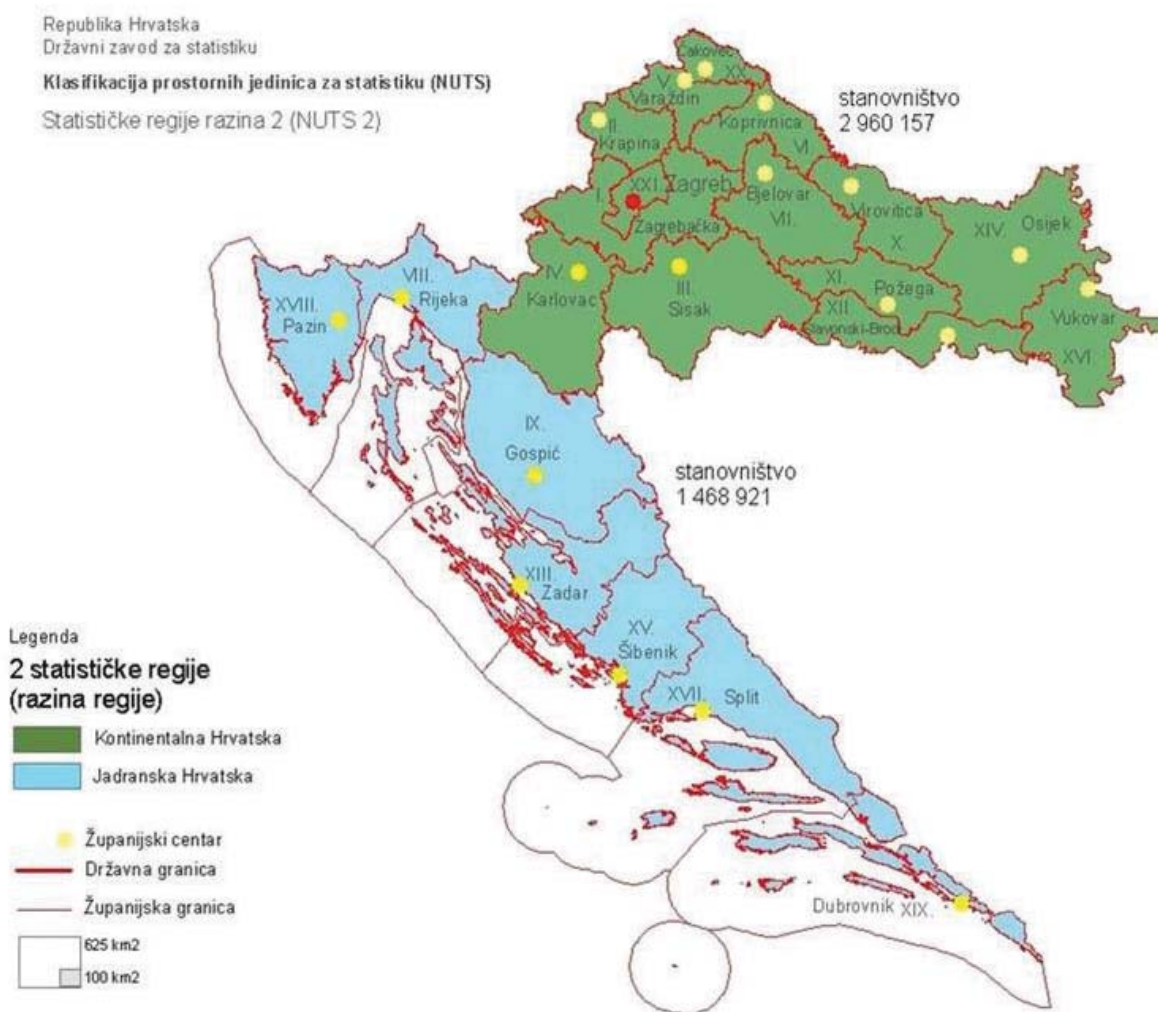 Republika Hrvatska
Državni zavod za statistiku
Klasifikacija prostornih jedinica za statistiku (NUTS)
Statističke regije razina 2 (NUTS 2)
stanovništvo
2 960 157
Čakovec
XX.
V.
Varaždin
II.
Krapina
Koprivnica
VI.
I.
XXI. Zagreb
Zagrebačka
Bjelovar
VII.
Virovitica
X.
XIV.
Osijek
IV.
Karlovac
III.
Sisak
XI.
Požega
XII.
Slavonski-Brod
Vukovar
XVI.
XVIII.
Pazin
VIII.
Rijeka
IX.
Gospić
stanovništvo
1 468 921
XIII.
Zadar
XV.
Šibenik
XVII.
Split
Dubrovnik XIX.
Legenda
2 statističke regije
(razina regije)
Kontinentalna Hrvatska
Jadranska Hrvatska
Županijski centar
Državna granica
Županijska granica
625 km2
100 km2